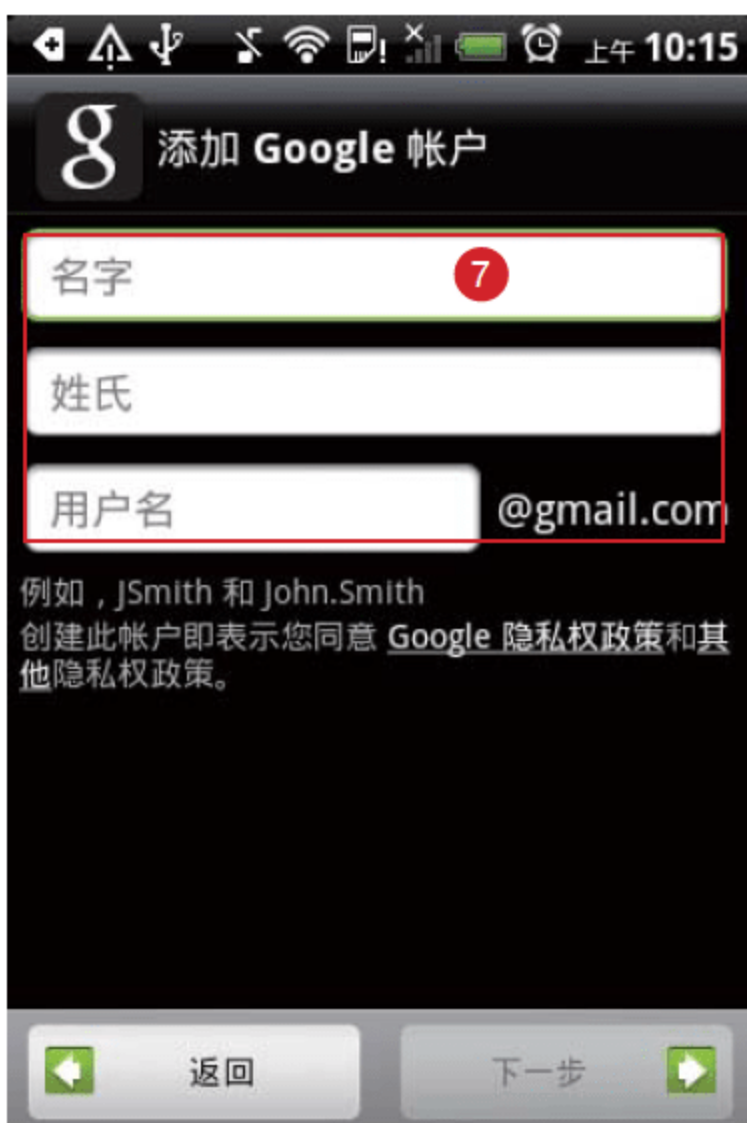 上午 10:15
g 添加 Google 帐户
名字 7
姓氏
用户名 @gmail.com
例如，JSmith 和 John.Smith
创建此帐户即表示您同意 Google 隐私权政策和其
他隐私权政策。
返回 下一步